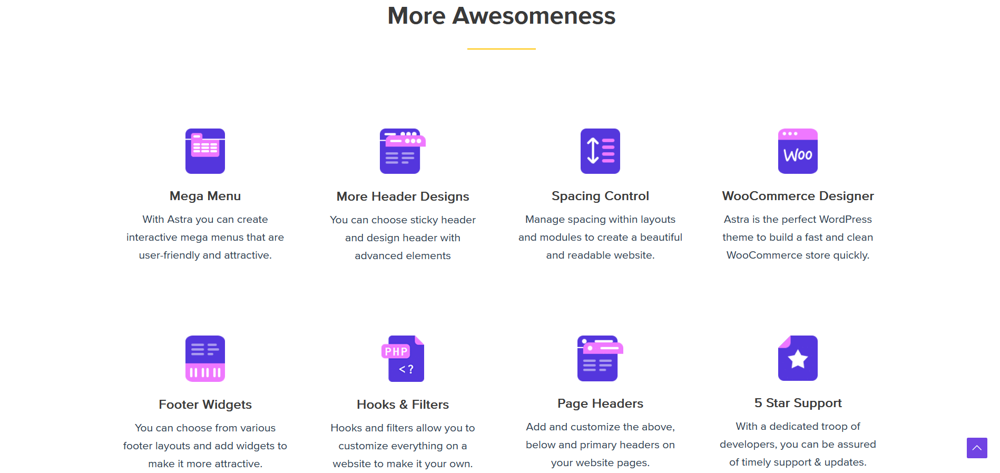 More Awesomeness
Woo
Mega Menu
With Astra you can create
interactive mega menus that are
user-friendly and attractive.
More Header Designs
You can choose sticky header
and design header with
advanced elements
Spacing Control
Manage spacing within layouts
and modules to create a beautiful
and readable website.
WooCommerce Designer
Astra is the perfect WordPress
theme to build a fast and clean
WooCommerce store quickly.
PHP
<?
Footer Widgets
You can choose from various
footer layouts and add widgets to
make it more attractive.
Hooks & Filters
Hooks and filters allow you to
customize everything on a
website to make it your own.
Page Headers
Add and customize the above,
below and primary headers on
your website pages.
5 Star Support
With a dedicated troop of
developers, you can be assured
of timely support & updates.